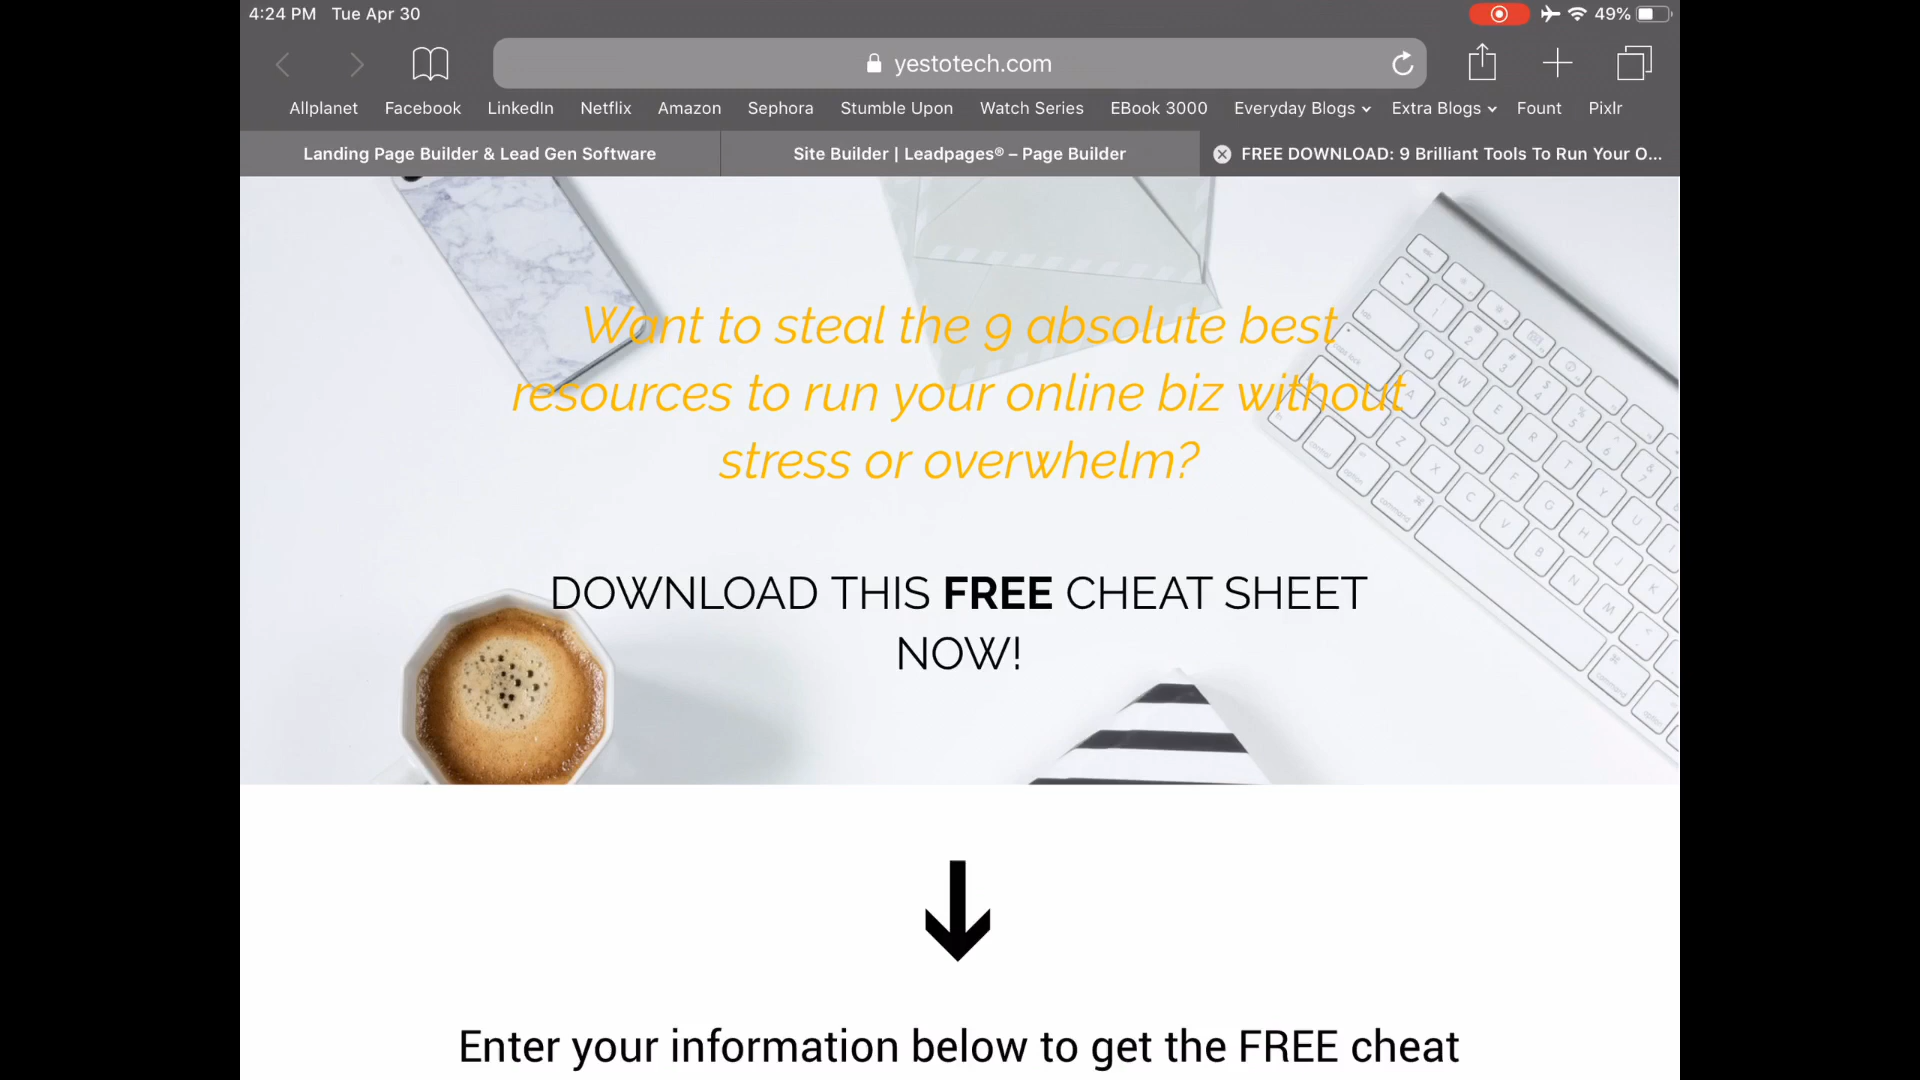 4:24 PM Tue Apr 30 49%
yestotech.com
Allplanet Facebook LinkedIn Netflix Amazon Sephora Stumble Upon Watch Series EBook 3000 Everyday Blogs Extra Blogs Fount Pixlr
Landing Page Builder & Lead Gen Software Site Builder | Leadpages® – Page Builder FREE DOWNLOAD: 9 Brilliant Tools To Run Your O...
Want to steal the 9 absolute best
resources to run your online biz without
stress or overwhelm?
DOWNLOAD THIS FREE CHEAT SHEET
NOW!
Enter your information below to get the FREE cheat